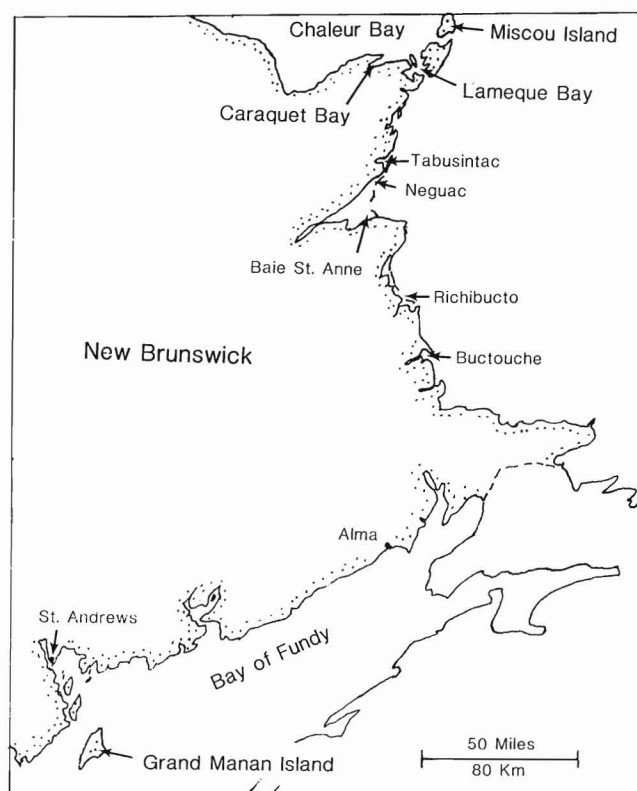 Chaleur Bay
Miscou Island
Lameque Bay
Caraquet Bay
Tabusintac
Neguac
Baie St. Anne
Richibucto
New Brunswick
Buctouche
Alma
St. Andrews
Bay of Fundy
50 Miles
80 Km
Grand Manan Island